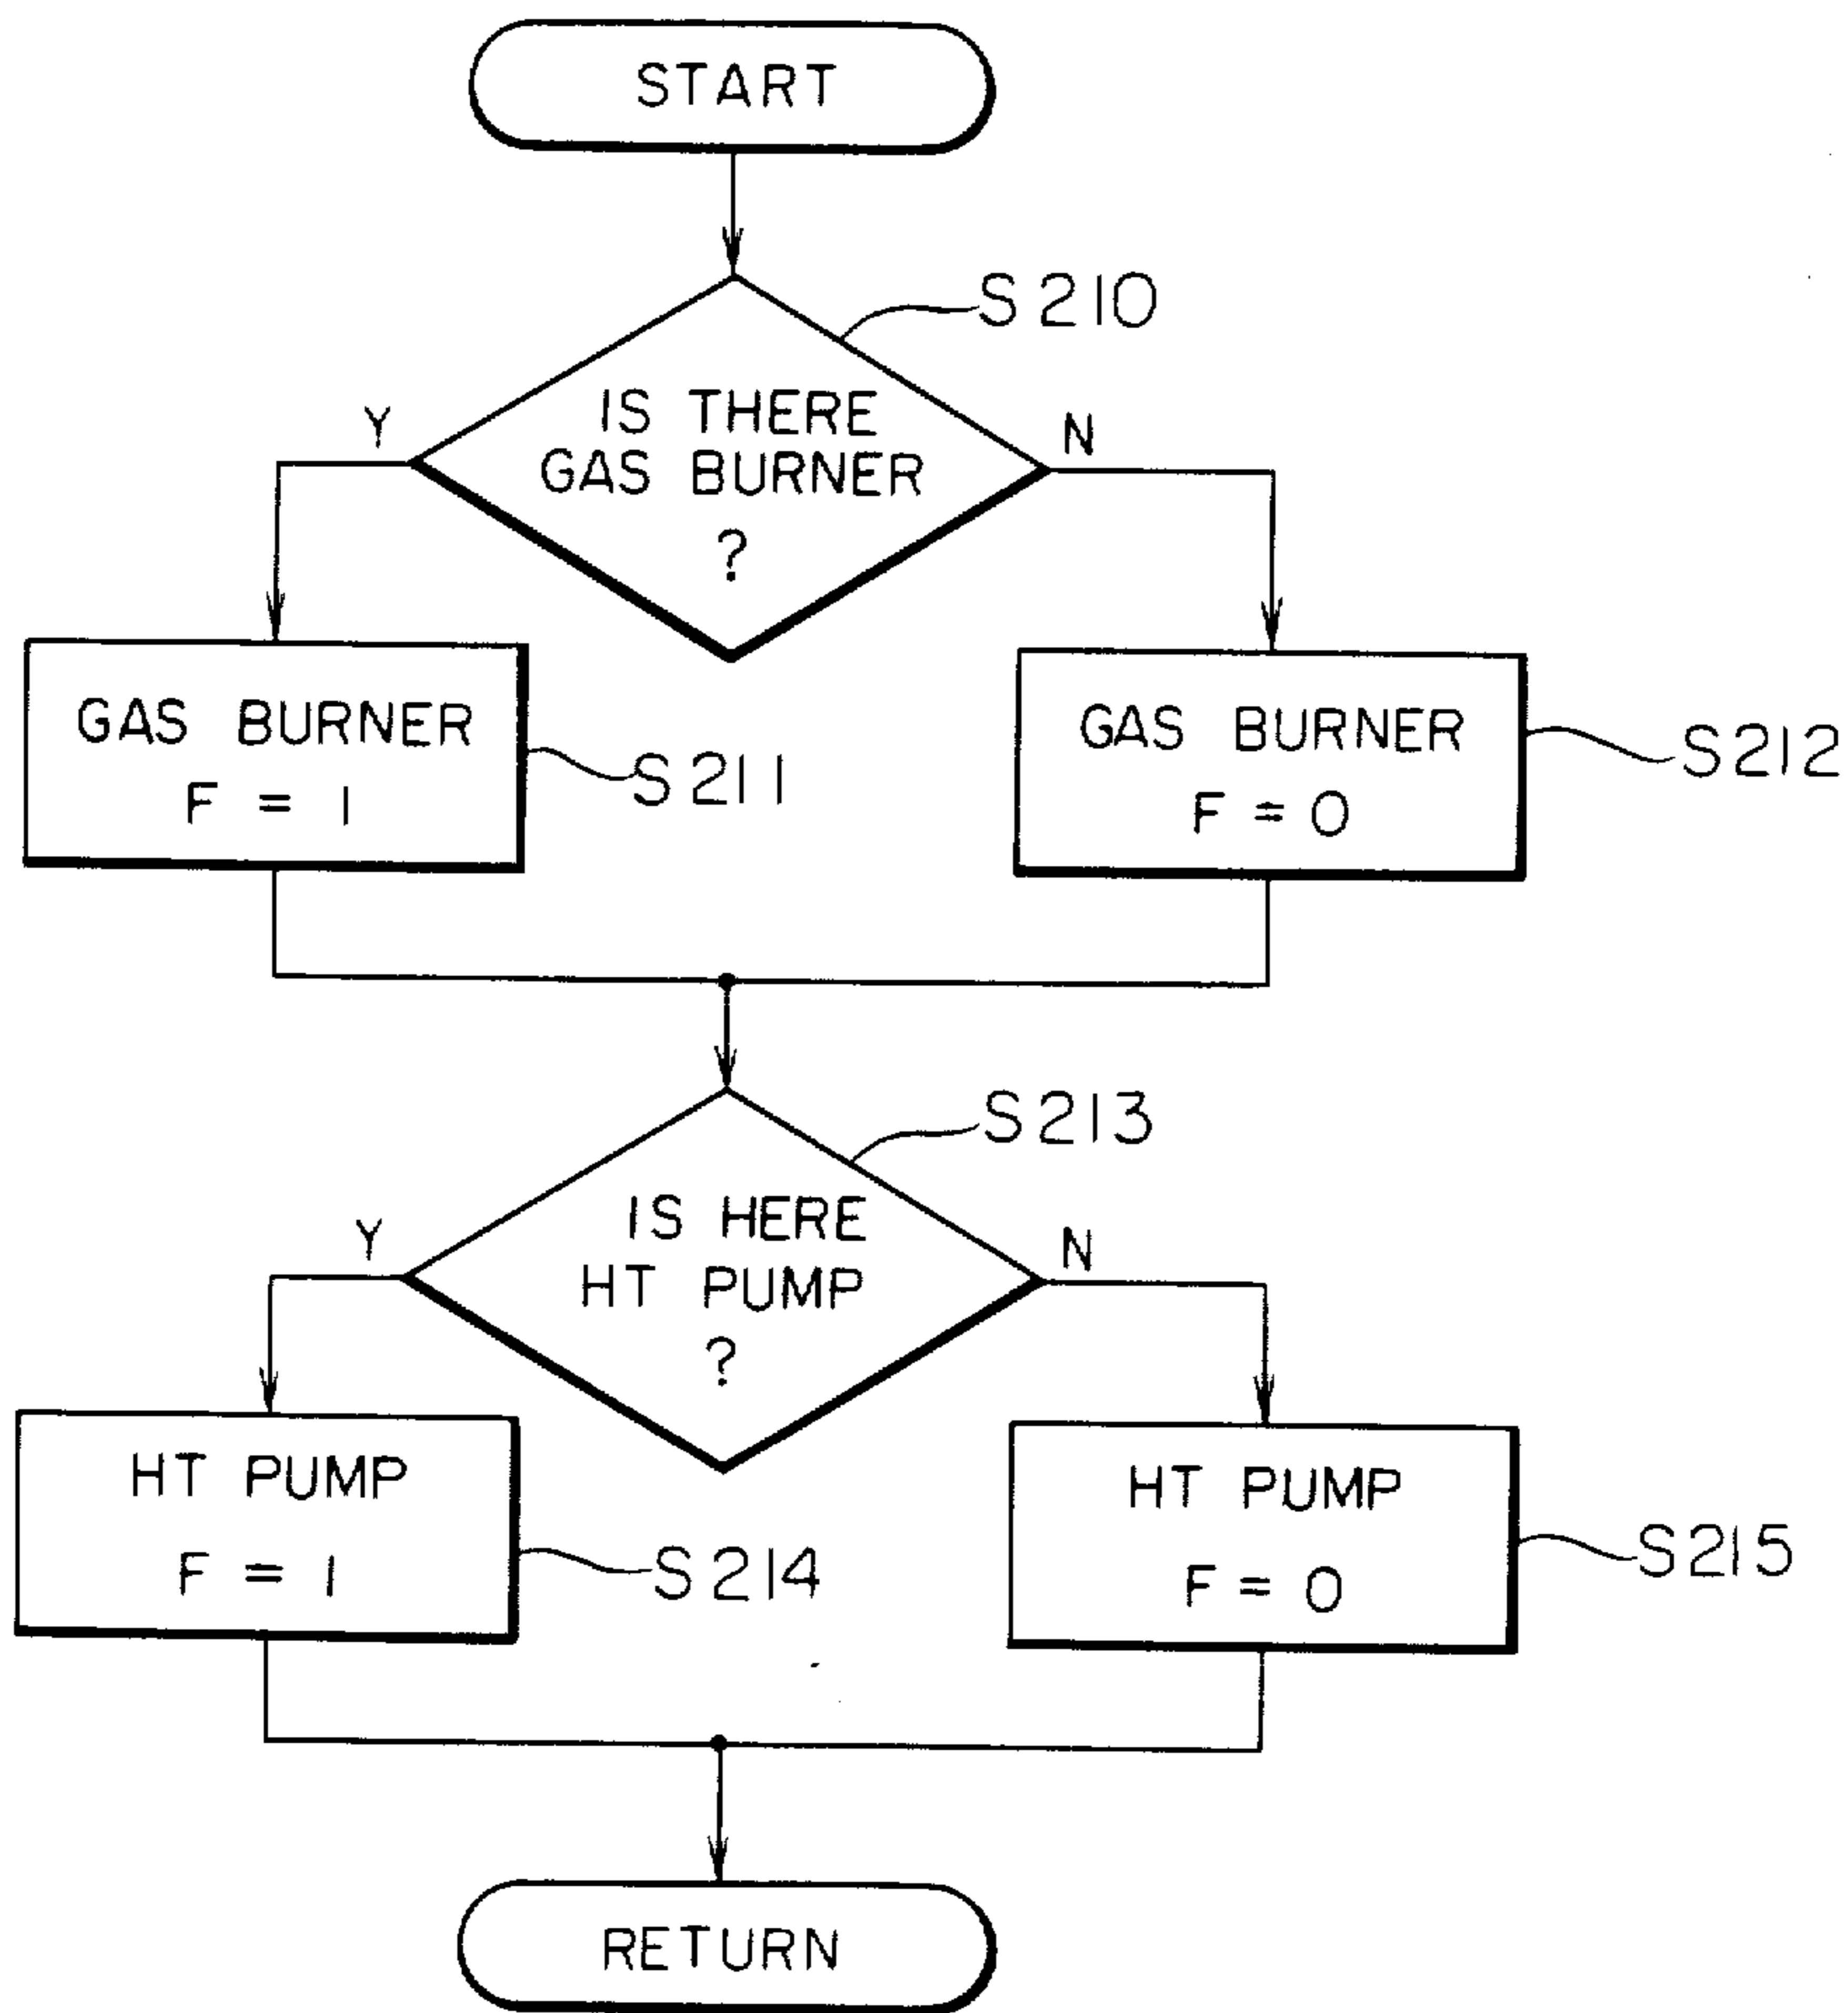 START
S210
IS THERE
GAS BURNER
?
Y
N
GAS BURNER
F = 1
S211
GAS BURNER
F = 0
S212
S213
IS HERE
HT PUMP
?
Y
N
HT PUMP
F = 1
S214
HT PUMP
F = 0
S215
RETURN